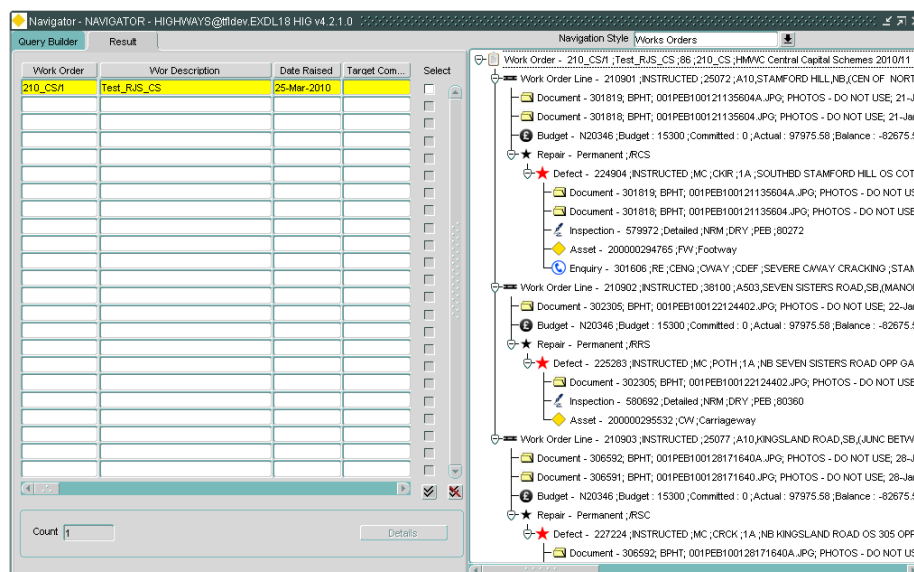 Navigator - NAVIGATOR - HIGHWAYS@tfldev.EXDL18 HIG v4.2.1.0
Query Builder Result
Navigation Style Works Orders
Work Order Wor Description Date Raised Target Com... Select
210_CS/1 Test_RJS_CS 25-Mar-2010
Count 1
Details
Work Order - 210_CS/1 ;Test_RJS_CS ;86 ;210_CS ;HMWC Central Capital Schemes 2010/11
Work Order Line - 210901 ;INSTRUCTED ;25072 ;A10,STAMFORD HILL,NB,(CEN OF NORT
Document - 301819; BPHT; 001PEB100121135604A.JPG; PHOTOS - DO NOT USE; 21-J
Document - 301818; BPHT; 001PEB100121135604.JPG; PHOTOS - DO NOT USE; 21-Jan
Budget - N20346 ;Budget : 15300 ;Committed : 0 ;Actual : 97975.58 ;Balance : -82675.5
Repair - Permanent ;/RCS
Defect - 224904 ;INSTRUCTED ;MC ;CKIR ;1A ;SOUTHBD STAMFORD HILL OS COT
Document - 301819; BPHT; 001PEB100121135604A.JPG; PHOTOS - DO NOT US
Document - 301818; BPHT; 001PEB100121135604.JPG; PHOTOS - DO NOT USE
Inspection - 579972 ;Detailed ;NRM ;DRY ;PEB ;80272
Asset - 200000294765 ;FW ;Footway
Enquiry - 301606 ;RE ;CENQ ;CWAY ;CDEF ;SEVERE CAWAY CRACKING ;STAM
Work Order Line - 210902 ;INSTRUCTED ;38100 ;A503,SEVEN SISTERS ROAD,SB,(MANO
Document - 302305; BPHT; 001PEB100122124402.JPG; PHOTOS - DO NOT USE; 22-Jan
Budget - N20346 ;Budget : 15300 ;Committed : 0 ;Actual : 97975.58 ;Balance : -82675.5
Repair - Permanent ;/RRS
Defect - 225283 ;INSTRUCTED ;MC ;POTH ;1A ;NB SEVEN SISTERS ROAD OPP GA
Document - 302305; BPHT; 001PEB100122124402.JPG; PHOTOS - DO NOT USE
Inspection - 580692 ;Detailed ;NRM ;DRY ;PEB ;80360
Asset - 200000295532 ;CW ;Carriageway
Work Order Line - 210903 ;INSTRUCTED ;25077 ;A10,KINGSLAND ROAD,SB,(JUNC BETW
Document - 306592; BPHT; 001PEB100128171640A.JPG; PHOTOS - DO NOT USE; 28-J
Document - 306591; BPHT; 001PEB100128171640.JPG; PHOTOS - DO NOT USE; 28-Jan
Budget - N20346 ;Budget : 15300 ;Committed : 0 ;Actual : 97975.58 ;Balance : -82675.5
Repair - Permanent ;/RSC
Defect - 227224 ;INSTRUCTED ;MC ;CRCK ;1A ;NB KINGSLAND ROAD OS 305 OPP
Document - 306592; BPHT; 001PEB100128171640A.JPG; PHOTOS - DO NOT US